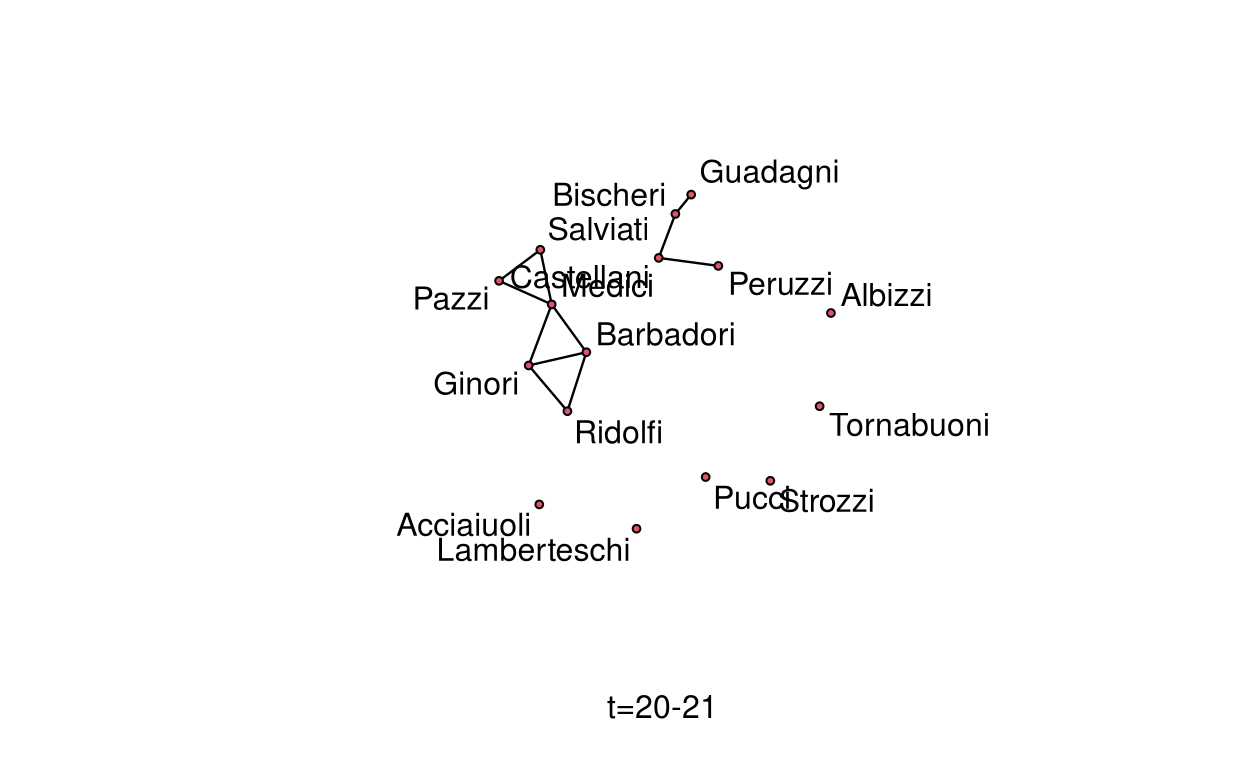 Guadagni
Bischeri
Salviati
Castellani
Medici
Peruzzi
Pazzi
Albizzi
Barbadori
Ginori
Tornabuoni
Ridolfi
Pucci
Strozzi
Acciaiuoli
Lamberteschi
t=20-21